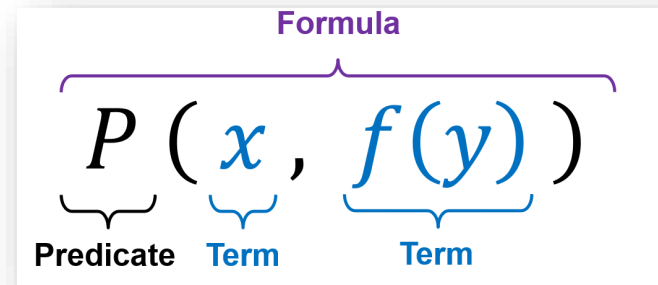 Formula
P(x, f(y))
Predicate Term Term